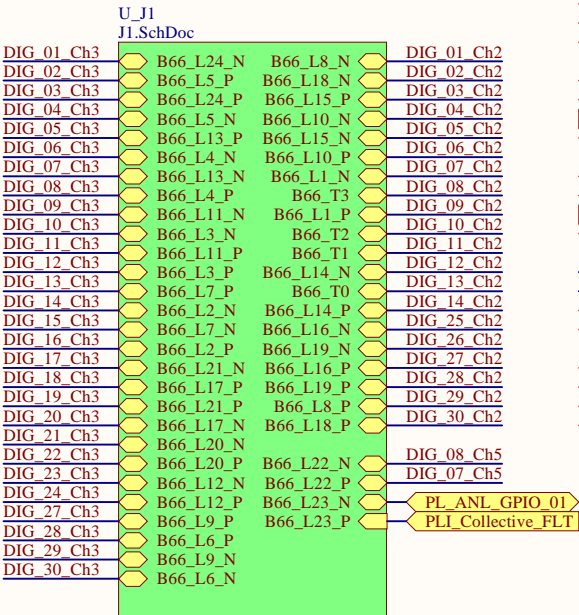 U_J1
J1.SchDoc
DIG_01_Ch3 B66_L24_N B66_L8_N DIG_01_Ch2
DIG_02_Ch3 B66_L5_P B66_L18_N DIG_02_Ch2
DIG_03_Ch3 B66_L24_P B66_L15_P DIG_03_Ch2
DIG_04_Ch3 B66_L5_N B66_L10_N DIG_04_Ch2
DIG_05_Ch3 B66_L13_P B66_L15_N DIG_05_Ch2
DIG_06_Ch3 B66_L4_N B66_L10_P DIG_06_Ch2
DIG_07_Ch3 B66_L13_N B66_L1_N DIG_07_Ch2
DIG_08_Ch3 B66_L4_P B66_T3 DIG_08_Ch2
DIG_09_Ch3 B66_L11_N B66_L1_P DIG_09_Ch2
DIG_10_Ch3 B66_L3_N B66_T2 DIG_10_Ch2
DIG_11_Ch3 B66_L11_P B66_T1 DIG_11_Ch2
DIG_12_Ch3 B66_L3_P B66_L14_N DIG_12_Ch2
DIG_13_Ch3 B66_L7_P B66_T0 DIG_13_Ch2
DIG_14_Ch3 B66_L2_N B66_L14_P DIG_14_Ch2
DIG_15_Ch3 B66_L7_N B66_L16_N DIG_25_Ch2
DIG_16_Ch3 B66_L2_P B66_L19_N DIG_26_Ch2
DIG_17_Ch3 B66_L21_N B66_L16_P DIG_27_Ch2
DIG_18_Ch3 B66_L17_P B66_L19_P DIG_28_Ch2
DIG_19_Ch3 B66_L21_P B66_L8_P DIG_29_Ch2
DIG_20_Ch3 B66_L17_N B66_L18_P DIG_30_Ch2
DIG_21_Ch3 B66_L20_N
DIG_22_Ch3 B66_L20_P B66_L22_N DIG_08_Ch5
DIG_23_Ch3 B66_L12_N B66_L22_P DIG_07_Ch5
DIG_24_Ch3 B66_L12_P B66_L23_N PL_ANL_GPIO_01
DIG_27_Ch3 B66_L9_P B66_L23_P PLI_Collective_FLT
DIG_28_Ch3 B66_L6_P
DIG_29_Ch3 B66_L9_N
DIG_30_Ch3 B66_L6_N